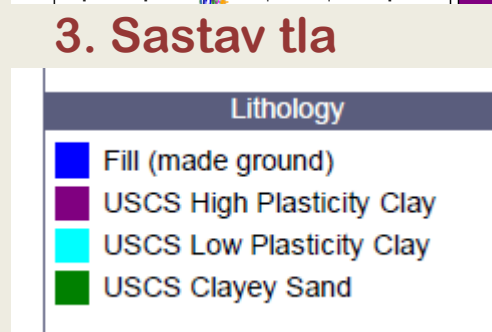 3. Sastav tla
Lithology
Fill (made ground)
USCS High Plasticity Clay
USCS Low Plasticity Clay
USCS Clayey Sand